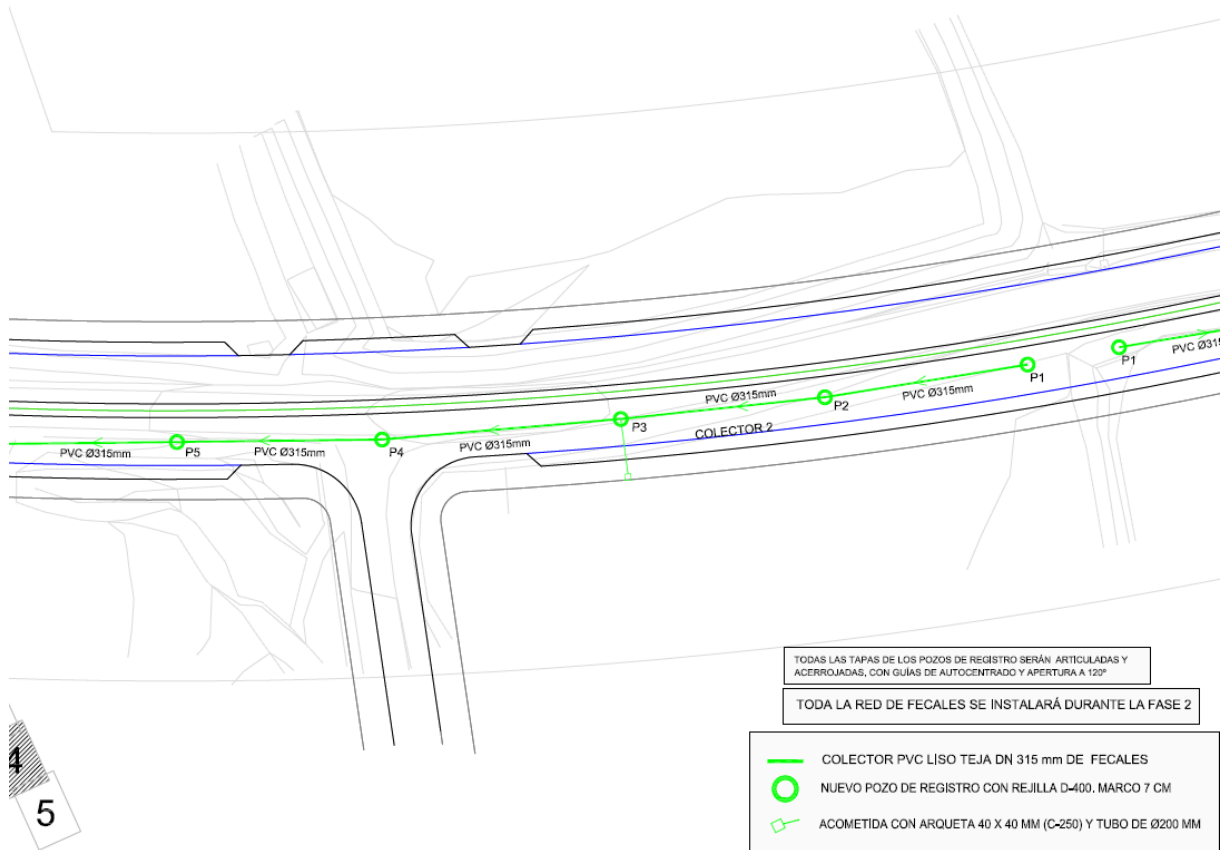 PVC Ø315
P1
P1
PVC Ø315mm
PVC Ø315mm
P2
P3
COLECTOR 2
PVC Ø315mm
P4
PVC Ø315mm
P5
PVC Ø315mm
TODAS LAS TAPAS DE LOS POZOS DE REGISTRO SERÁN ARTICULADAS Y
ACERROJADAS, CON GUÍAS DE AUTOCENTRADO Y APERTURA A 120º
TODA LA RED DE FECALES SE INSTALARÁ DURANTE LA FASE 2
COLECTOR PVC LISO TEJA DN 315 mm DE FECALES
NUEVO POZO DE REGISTRO CON REJILLA D-400, MARCO 7 CM
ACOMETIDA CON ARQUETA 40 X 40 MM (C-250) Y TUBO DE Ø200 MM
4
5